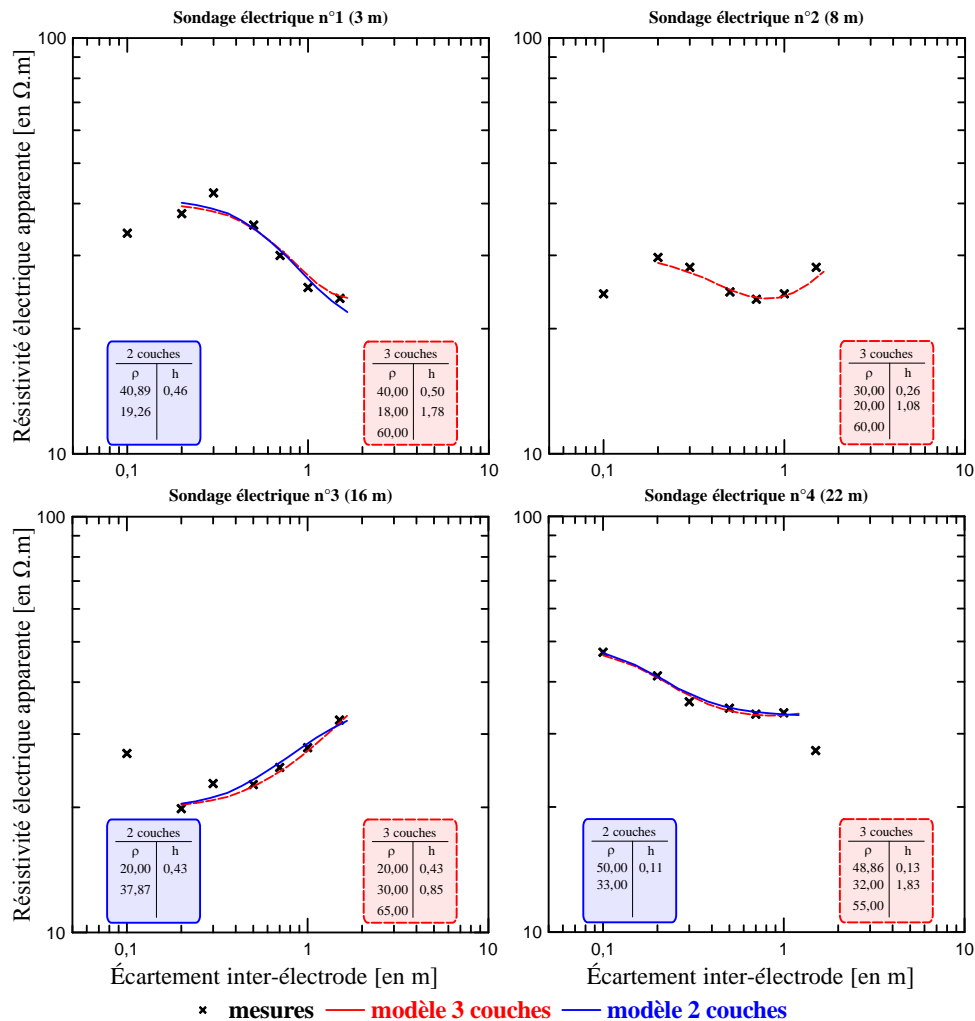 Sondage électrique n°1 (3 m)
Sondage électrique n°2 (8 m)
Résistivité électrique apparente [en Ω.m]
100
20
10
0,1
1
10
2 couches
ρ h
40,89 0,46
19,26
3 couches
ρ h
40,00 0,50
18,00 1,78
60,00
100
20
10
0,1
1
10
3 couches
ρ h
30,00 0,26
20,00 1,08
60,00
Sondage électrique n°3 (16 m)
Sondage électrique n°4 (22 m)
Résistivité électrique apparente [en Ω.m]
100
20
10
0,1
1
10
2 couches
ρ h
20,00 0,43
37,87
3 couches
ρ h
20,00 0,43
30,00 0,85
65,00
100
20
10
0,1
1
10
2 couches
ρ h
50,00 0,11
33,00
3 couches
ρ h
48,86 0,13
32,00 1,83
55,00
Écartement inter-électrode [en m]
Écartement inter-électrode [en m]
mesures modèle 3 couches modèle 2 couches